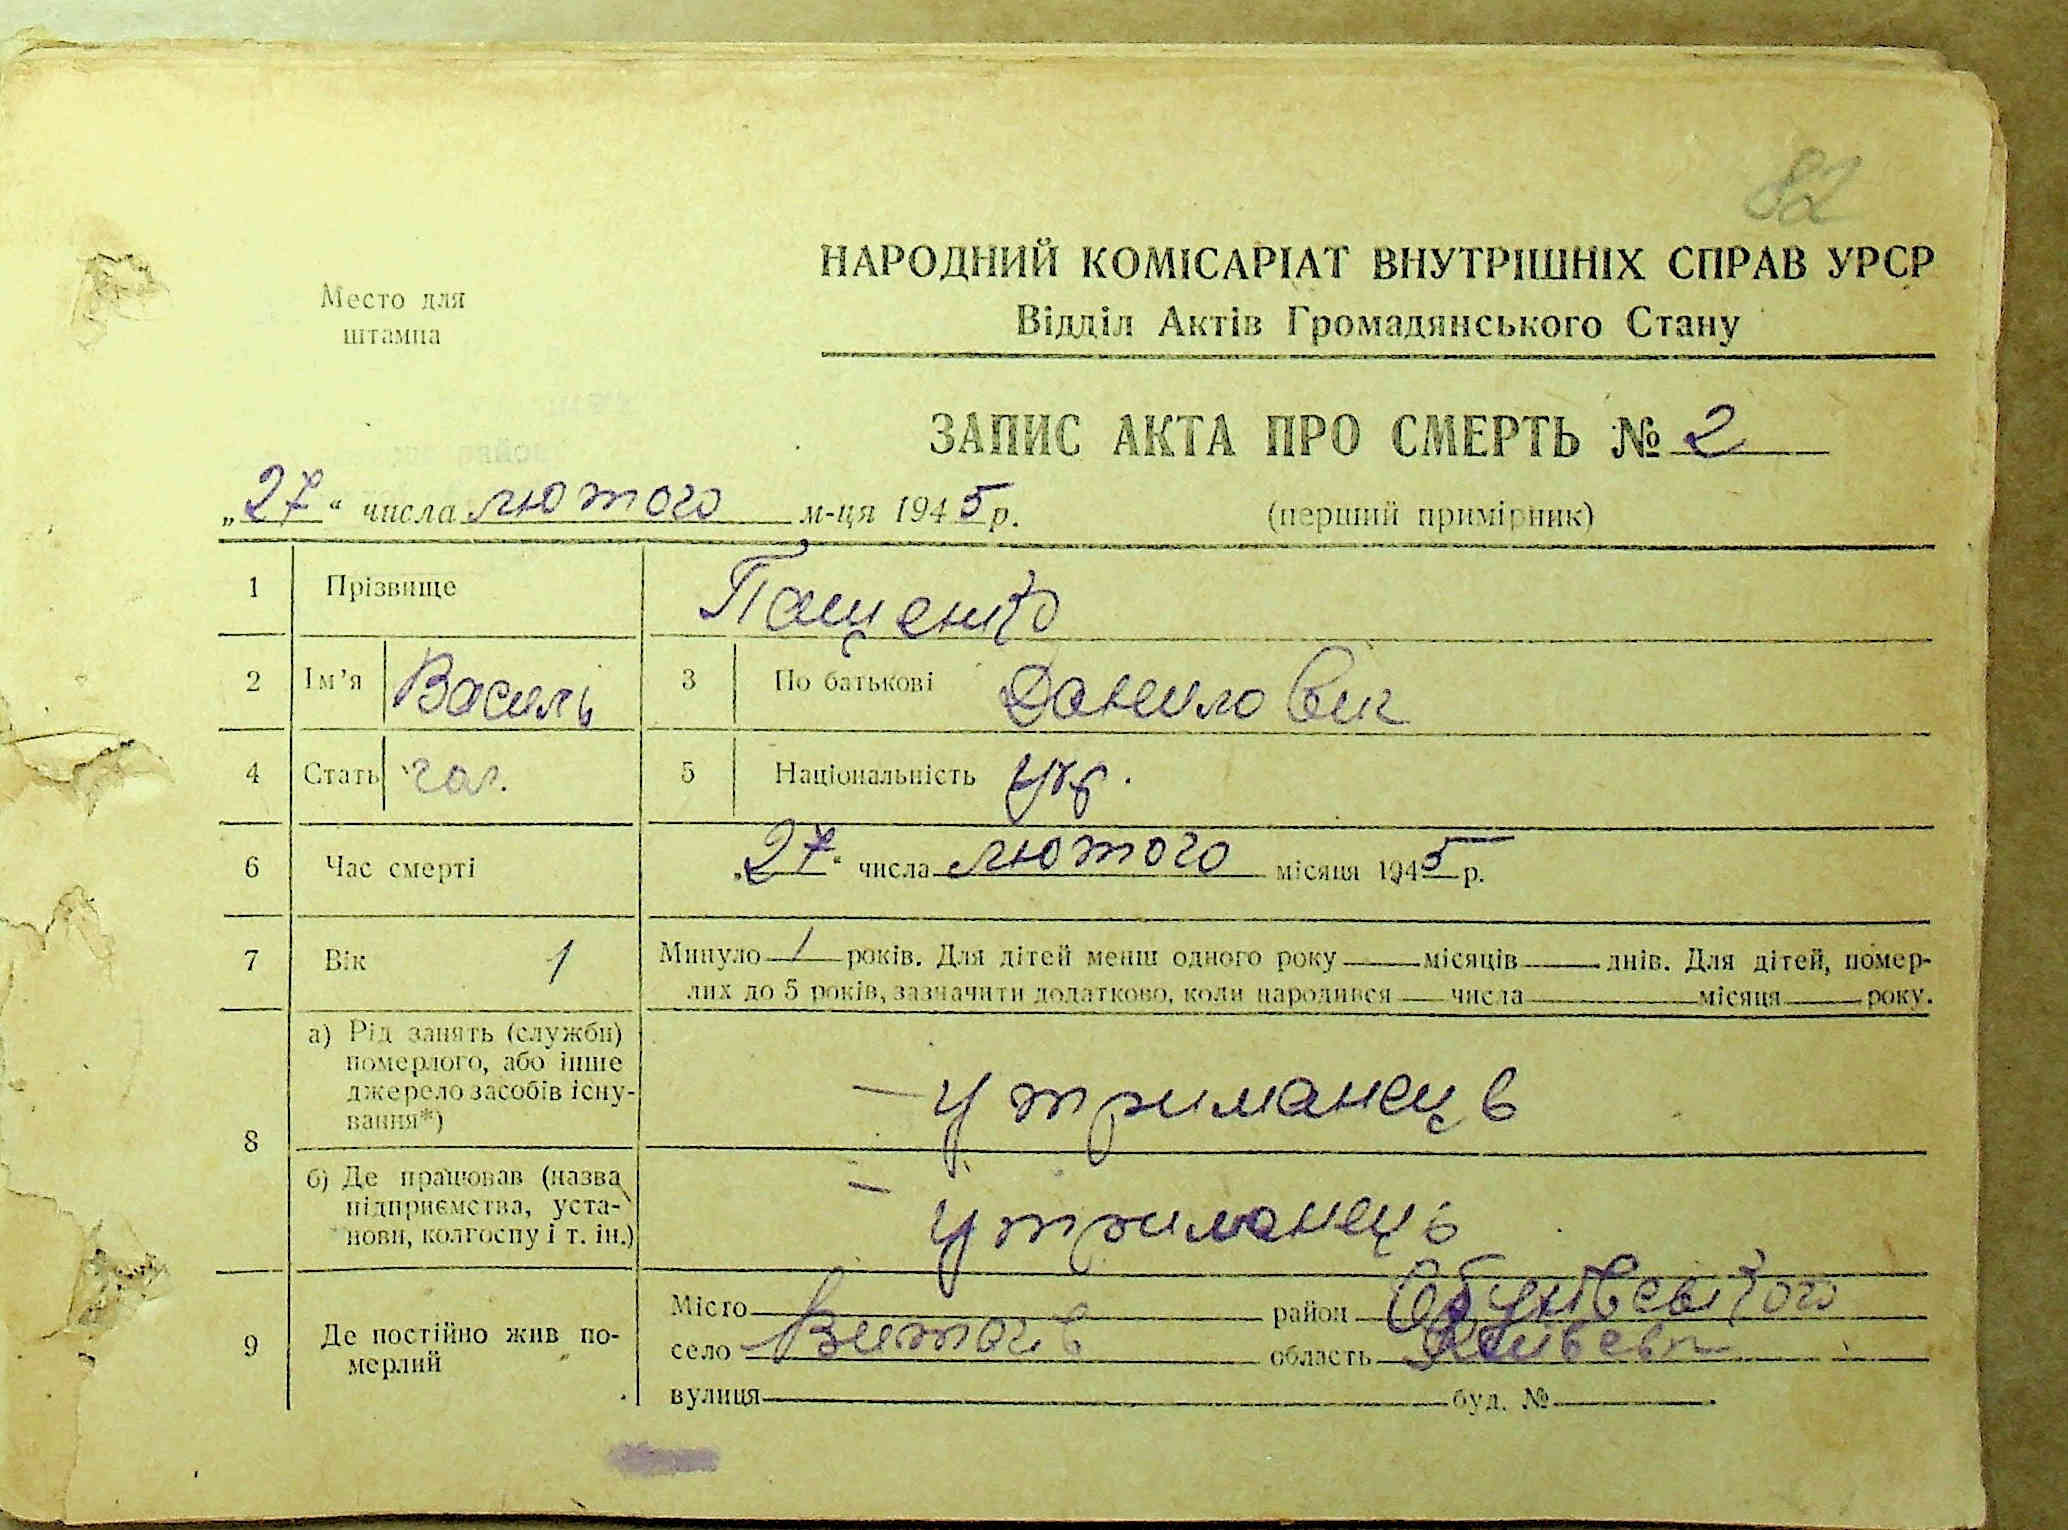 82
НАРОДНИЙ КОМІСАРІАТ ВНУТРІШНІХ СПРАВ УРСР
Відділ Актів Громадянського Стану
Место для
штампа
ЗАПИС АКТА ПРО СМЕРТЬ № 2
„27“ числа лютого м-ця 1945 р.
(перший примірник)
1 Прізвище Пащенко
2 Ім’я Василь 3 По батькові Данилович
4 Стать чол. 5 Національність укр.
6 Час смерті „27“ числа лютого місяця 1945 р.
7 Вік 1 Минуло 1 років. Для дітей менш одного року місяців днів. Для дітей, помер-
лих до 5 років, зазначити додатково, коли народився числа місяця року.
8 а) Рід занять (служби)
померлого, або інше
джерело засобів існу-
вання*)
– утриманець
б) Де працював (назва
підприємства, уста-
нови, колгоспу і т. ін.)
– утриманець
9 Де постійно жив по-
мерлий
Місто район
село Витачів область
вулиця буд. №